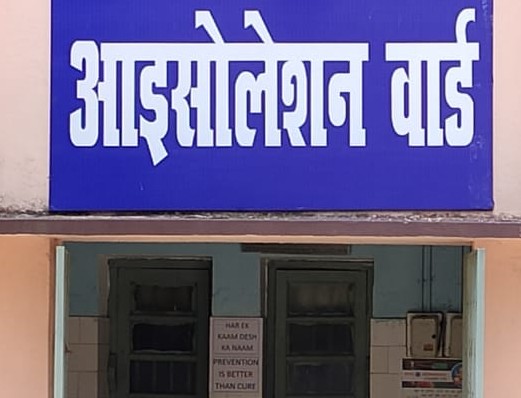 आइसोलेशन वार्ड
HAR EK
KAAM DESH
KA NAAM
PREVENTION
IS BETTER
THAN CURE